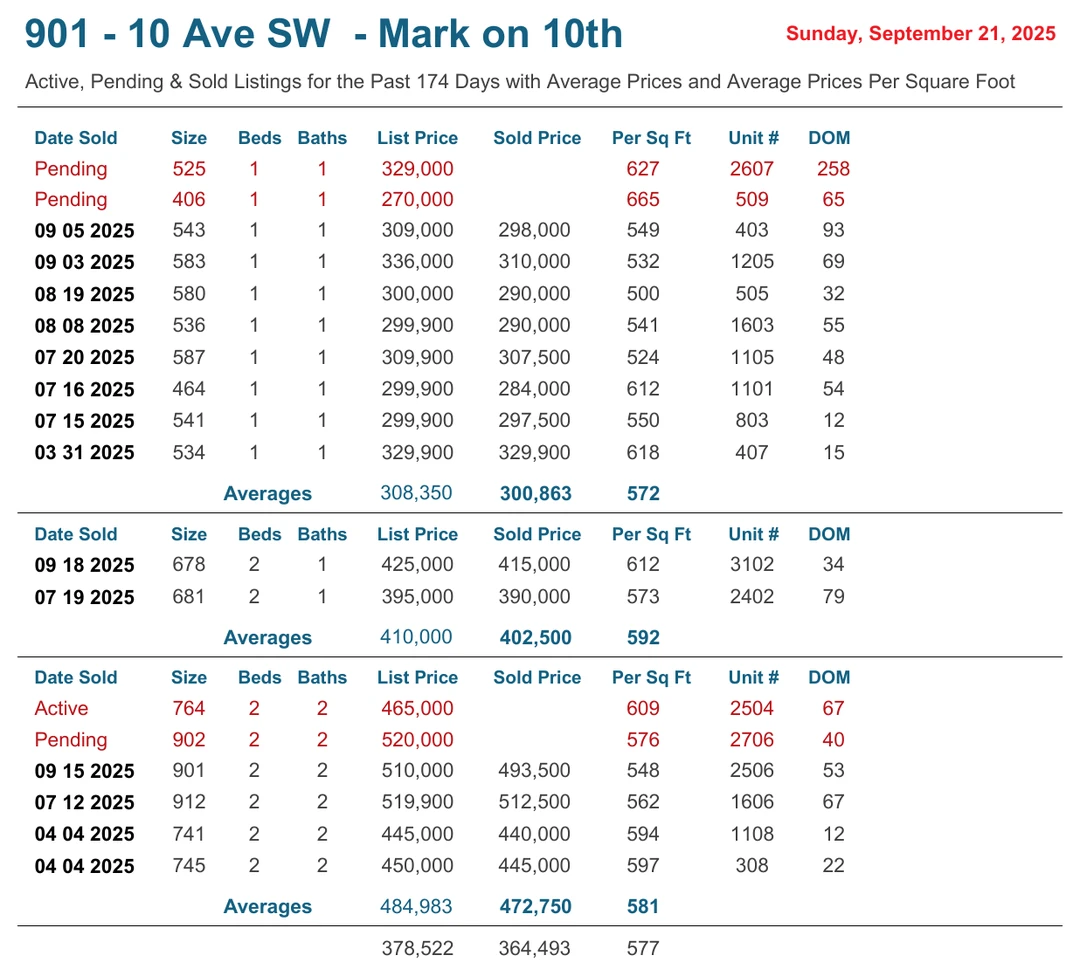 901 - 10 Ave SW - Mark on 10th Sunday, September 21, 2025
Active, Pending & Sold Listings for the Past 174 Days with Average Prices and Average Prices Per Square Foot
Date Sold Size Beds Baths List Price Sold Price Per Sq Ft Unit # DOM
Pending 525 1 1 329,000 627 2607 258
Pending 406 1 1 270,000 665 509 65
09 05 2025 543 1 1 309,000 298,000 549 403 93
09 03 2025 583 1 1 336,000 310,000 532 1205 69
08 19 2025 580 1 1 300,000 290,000 500 505 32
08 08 2025 536 1 1 299,900 290,000 541 1603 55
07 20 2025 587 1 1 309,900 307,500 524 1105 48
07 16 2025 464 1 1 299,900 284,000 612 1101 54
07 15 2025 541 1 1 299,900 297,500 550 803 12
03 31 2025 534 1 1 329,900 329,900 618 407 15
Averages 308,350 300,863 572
Date Sold Size Beds Baths List Price Sold Price Per Sq Ft Unit # DOM
09 18 2025 678 2 1 425,000 415,000 612 3102 34
07 19 2025 681 2 1 395,000 390,000 573 2402 79
Averages 410,000 402,500 592
Date Sold Size Beds Baths List Price Sold Price Per Sq Ft Unit # DOM
Active 764 2 2 465,000 609 2504 67
Pending 902 2 2 520,000 576 2706 40
09 15 2025 901 2 2 510,000 493,500 548 2506 53
07 12 2025 912 2 2 519,900 512,500 562 1606 67
04 04 2025 741 2 2 445,000 440,000 594 1108 12
04 04 2025 745 2 2 450,000 445,000 597 308 22
Averages 484,983 472,750 581
378,522 364,493 577